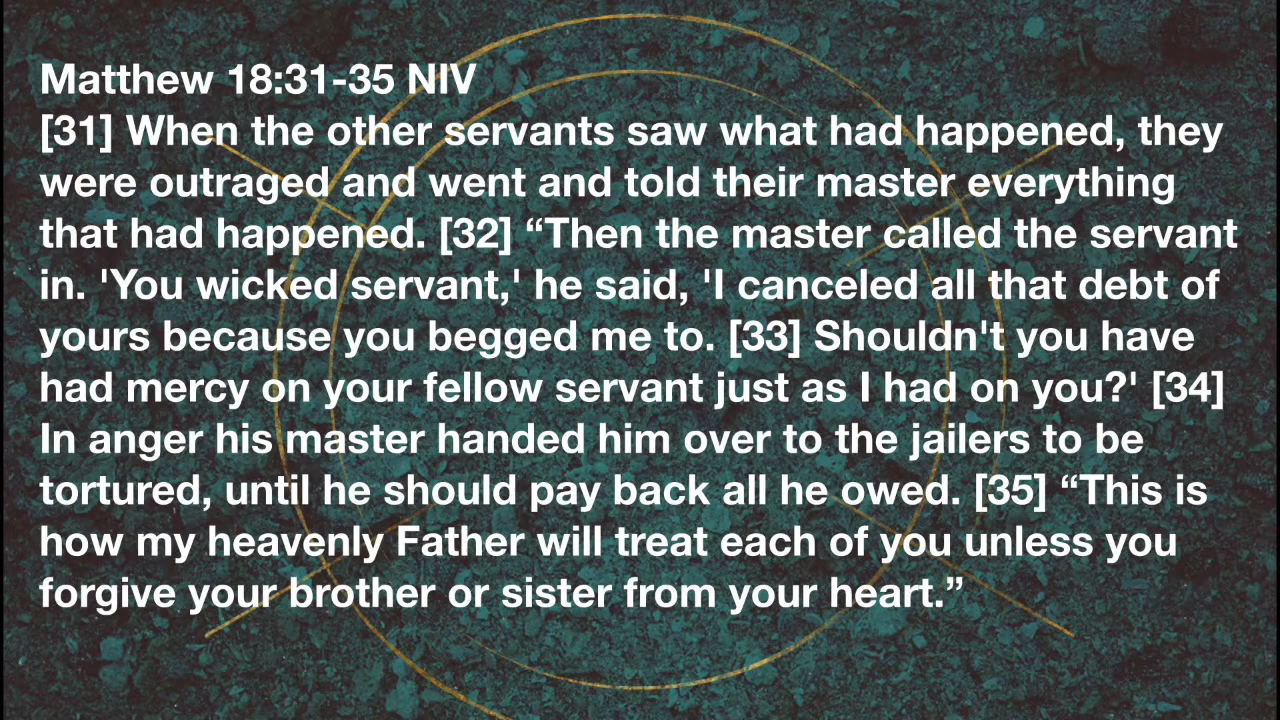 Matthew 18:31-35 NIV
[31] When the other servants saw what had happened, they
were outraged and went and told their master everything
that had happened. [32] “Then the master called the servant
in. 'You wicked servant,' he said, 'I canceled all that debt of
yours because you begged me to. [33] Shouldn't you have
had mercy on your fellow servant just as I had on you?' [34]
In anger his master handed him over to the jailers to be
tortured, until he should pay back all he owed. [35] “This is
how my heavenly Father will treat each of you unless you
forgive your brother or sister from your heart.”